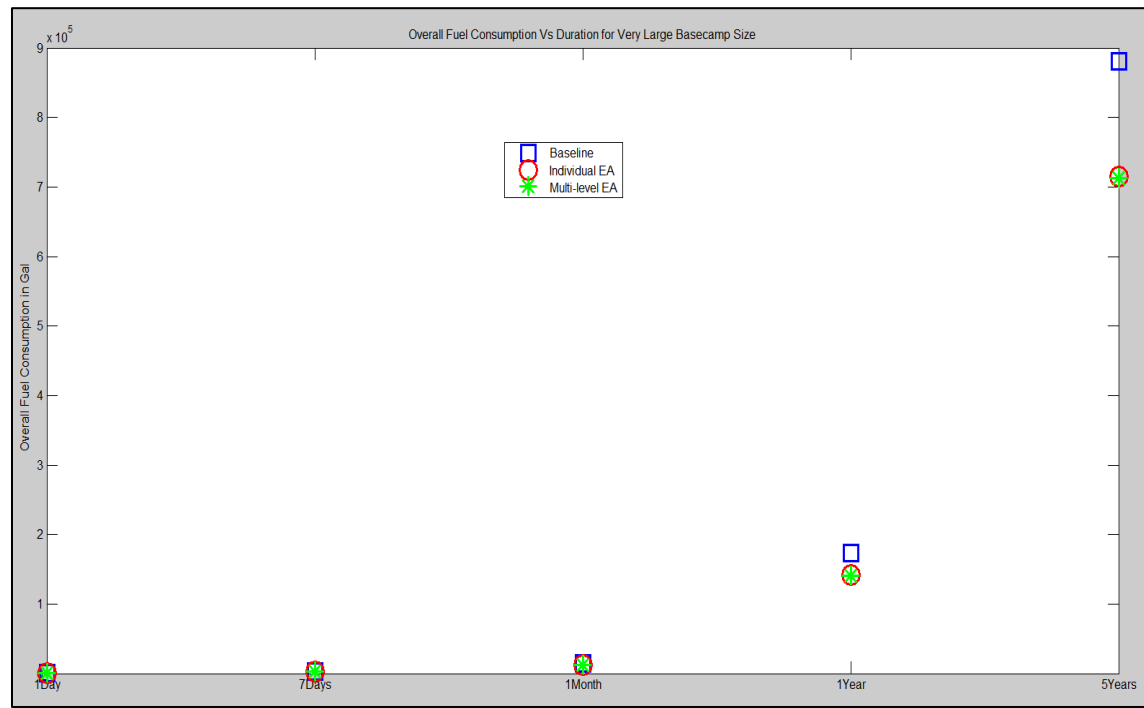 Overall Fuel Consumption Vs Duration for Very Large Basecamp Size
x 10^5
9
8
7
6
5
4
3
2
1
Overall Fuel Consumption in Gal
Baseline
Individual EA
Multi-level EA
1Day
7Days
1Month
1Year
5Years